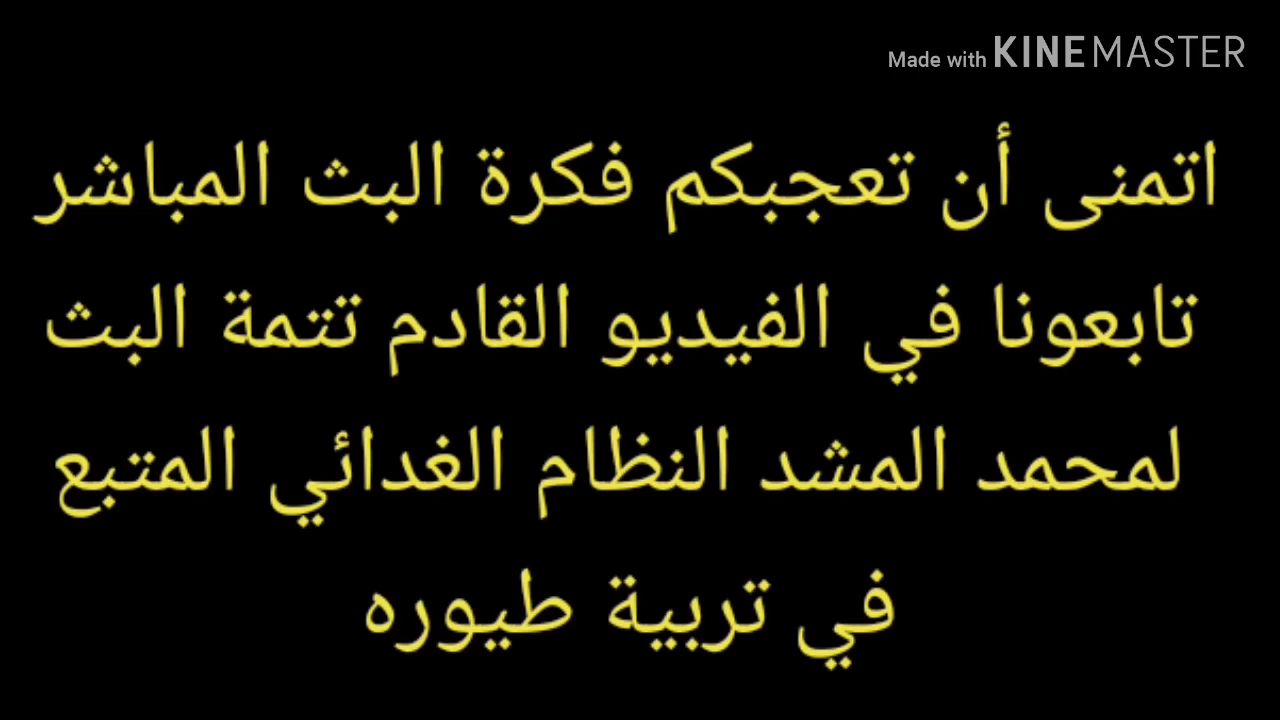 Made with KINEMASTER
اتمنى أن تعجبكم فكرة البث المباشر
تابعونا في الفيديو القادم تتمة البث
لمحمد المشد النظام الغدائي المتبع
في تربية طيوره